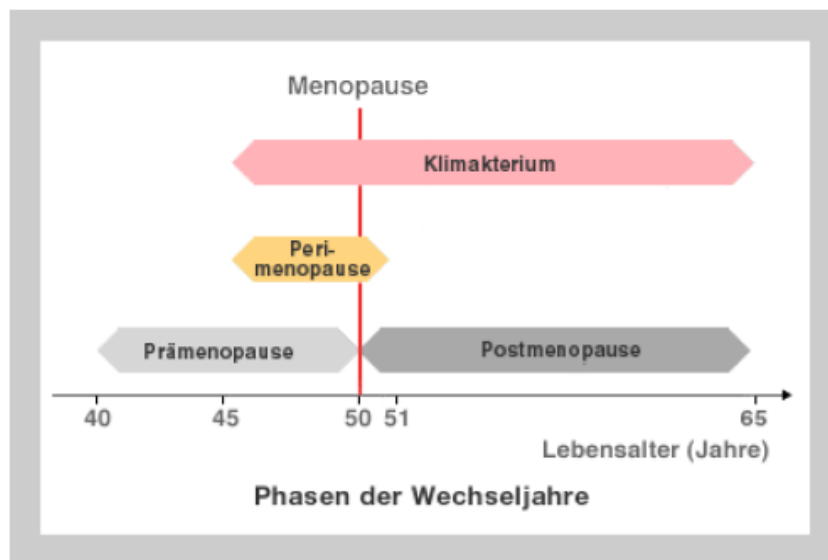 Menopause
Klimakterium
Peri-
menopause
Prämenopause
Postmenopause
40 45 50 51 65
Lebensalter (Jahre)
Phasen der Wechseljahre